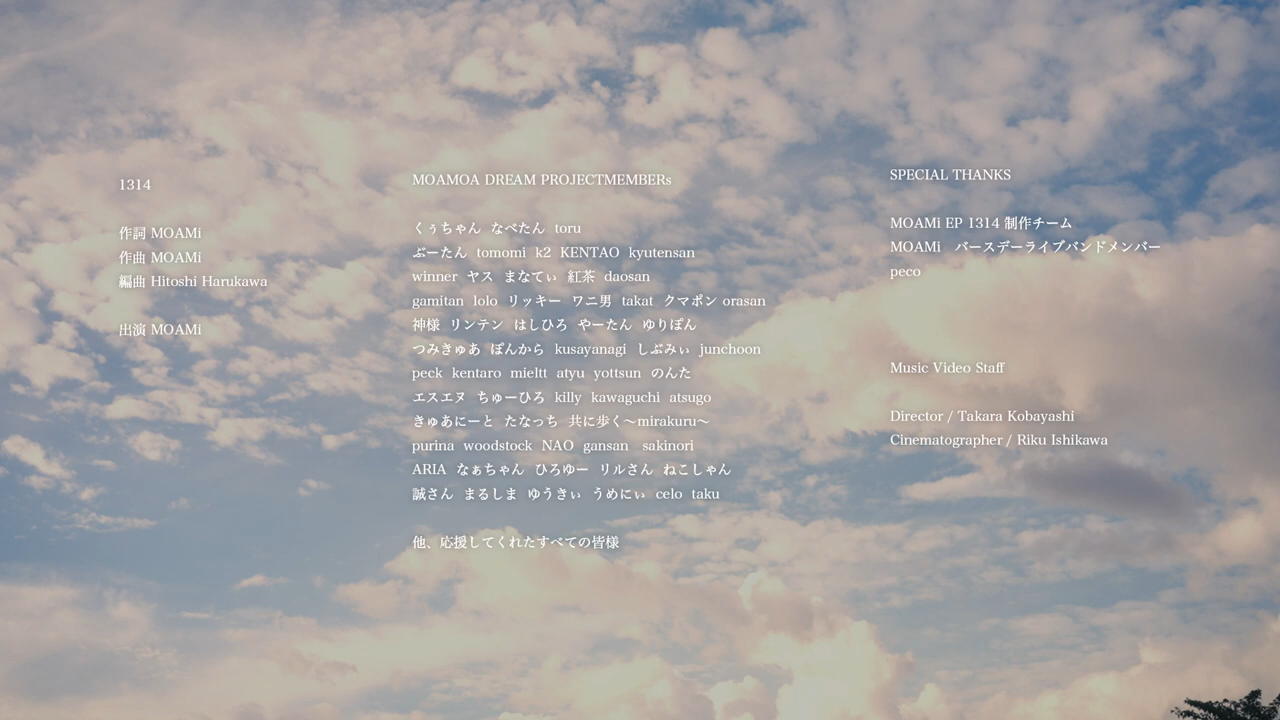 1314
作詞 MOAMi
作曲 MOAMi
編曲 Hitoshi Harukawa
出演 MOAMi
MOAMOA DREAM PROJECTMEMBERs
くぅちゃん なべたん toru
ぶーたん tomomi k2 KENTAO kyutensan
winner ヤス まなてぃ 紅茶 daosan
gamitan lolo リッキー ワニ男 takat クマポン orasan
神様 リンテン はしひろ やーたん ゆりぽん
つみきゅあ ぽんから kusayanagi しぶみぃ junchoon
peck kentaro mieltt atyu yottsun のんた
エスエヌ ちゅーひろ killy kawaguchi atsugo
きゅあにーと たなっち 共に歩く〜mirakuru〜
purina woodstock NAO gansan sakinori
ARIA なぁちゃん ひろゆー リルさん ねこしゃん
誠さん まるしま ゆうきぃ うめにぃ celo taku
他、応援してくれたすべての皆様
SPECIAL THANKS
MOAMi EP 1314 制作チーム
MOAMi バースデーライブバンドメンバー
peco
Music Video Staff
Director / Takara Kobayashi
Cinematographer / Riku Ishikawa